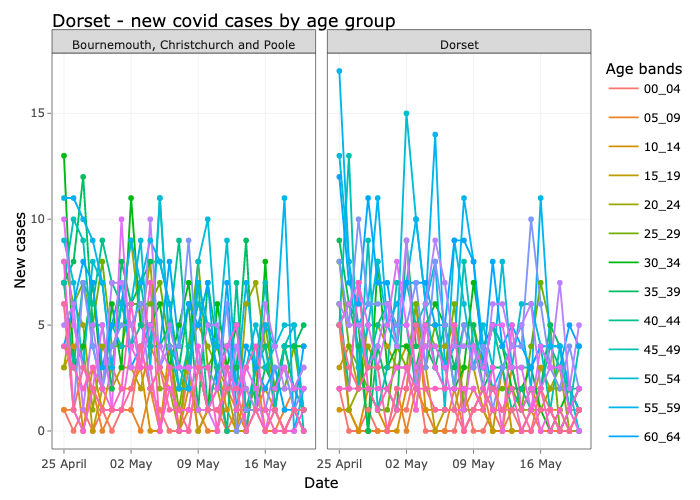 Dorset - new covid cases by age group
Bournemouth, Christchurch and Poole
Dorset
New cases
15
10
5
0
25 April
02 May
09 May
16 May
25 April
02 May
09 May
16 May
Date
Age bands
00_04
05_09
10_14
15_19
20_24
25_29
30_34
35_39
40_44
45_49
50_54
55_59
60_64